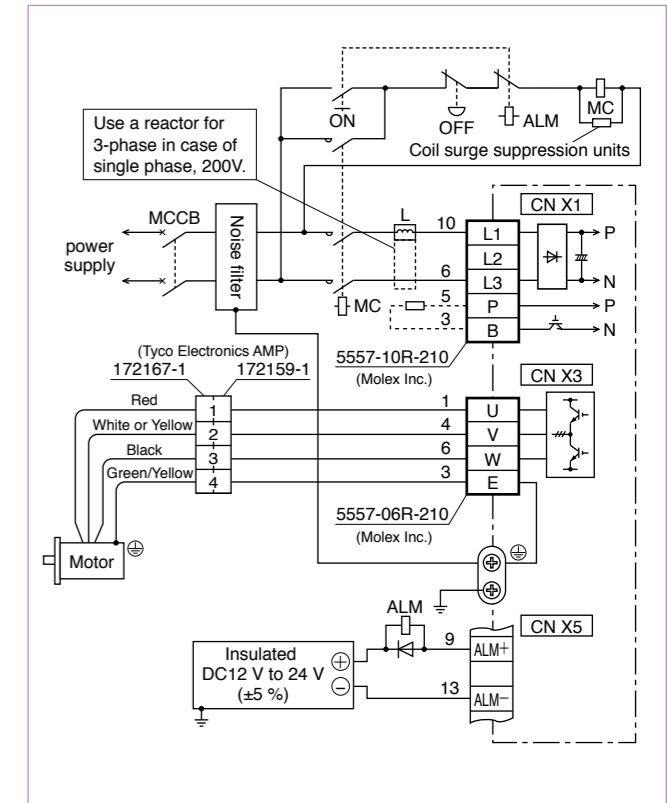 ON
OFF
ALM
MC
Coil surge suppression units
Use a reactor for
3-phase in case of
single phase, 200V.
MCCB
power
supply
Noise filter
L
MC
10
6
5
3
CN X1
L1
L2
L3
P
B
P
N
P
N
5557-10R-210
(Molex Inc.)
(Tyco Electronics AMP)
172167-1
172159-1
Red
White or Yellow
Black
Green/Yellow
1
2
3
4
1
4
6
3
CN X3
U
V
W
E
5557-06R-210
(Molex Inc.)
Motor
ALM
Insulated
DC12 V to 24 V
(±5 %)
+
−
9
13
CN X5
ALM+
ALM−